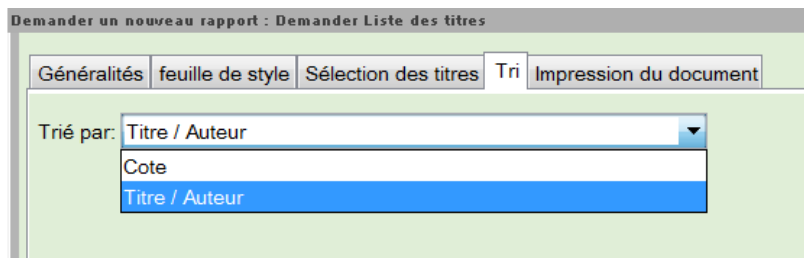 Demander un nouveau rapport : Demander Liste des titres
Généralités feuille de style Sélection des titres Tri Impression du document
Trié par: Titre / Auteur
Cote
Titre / Auteur